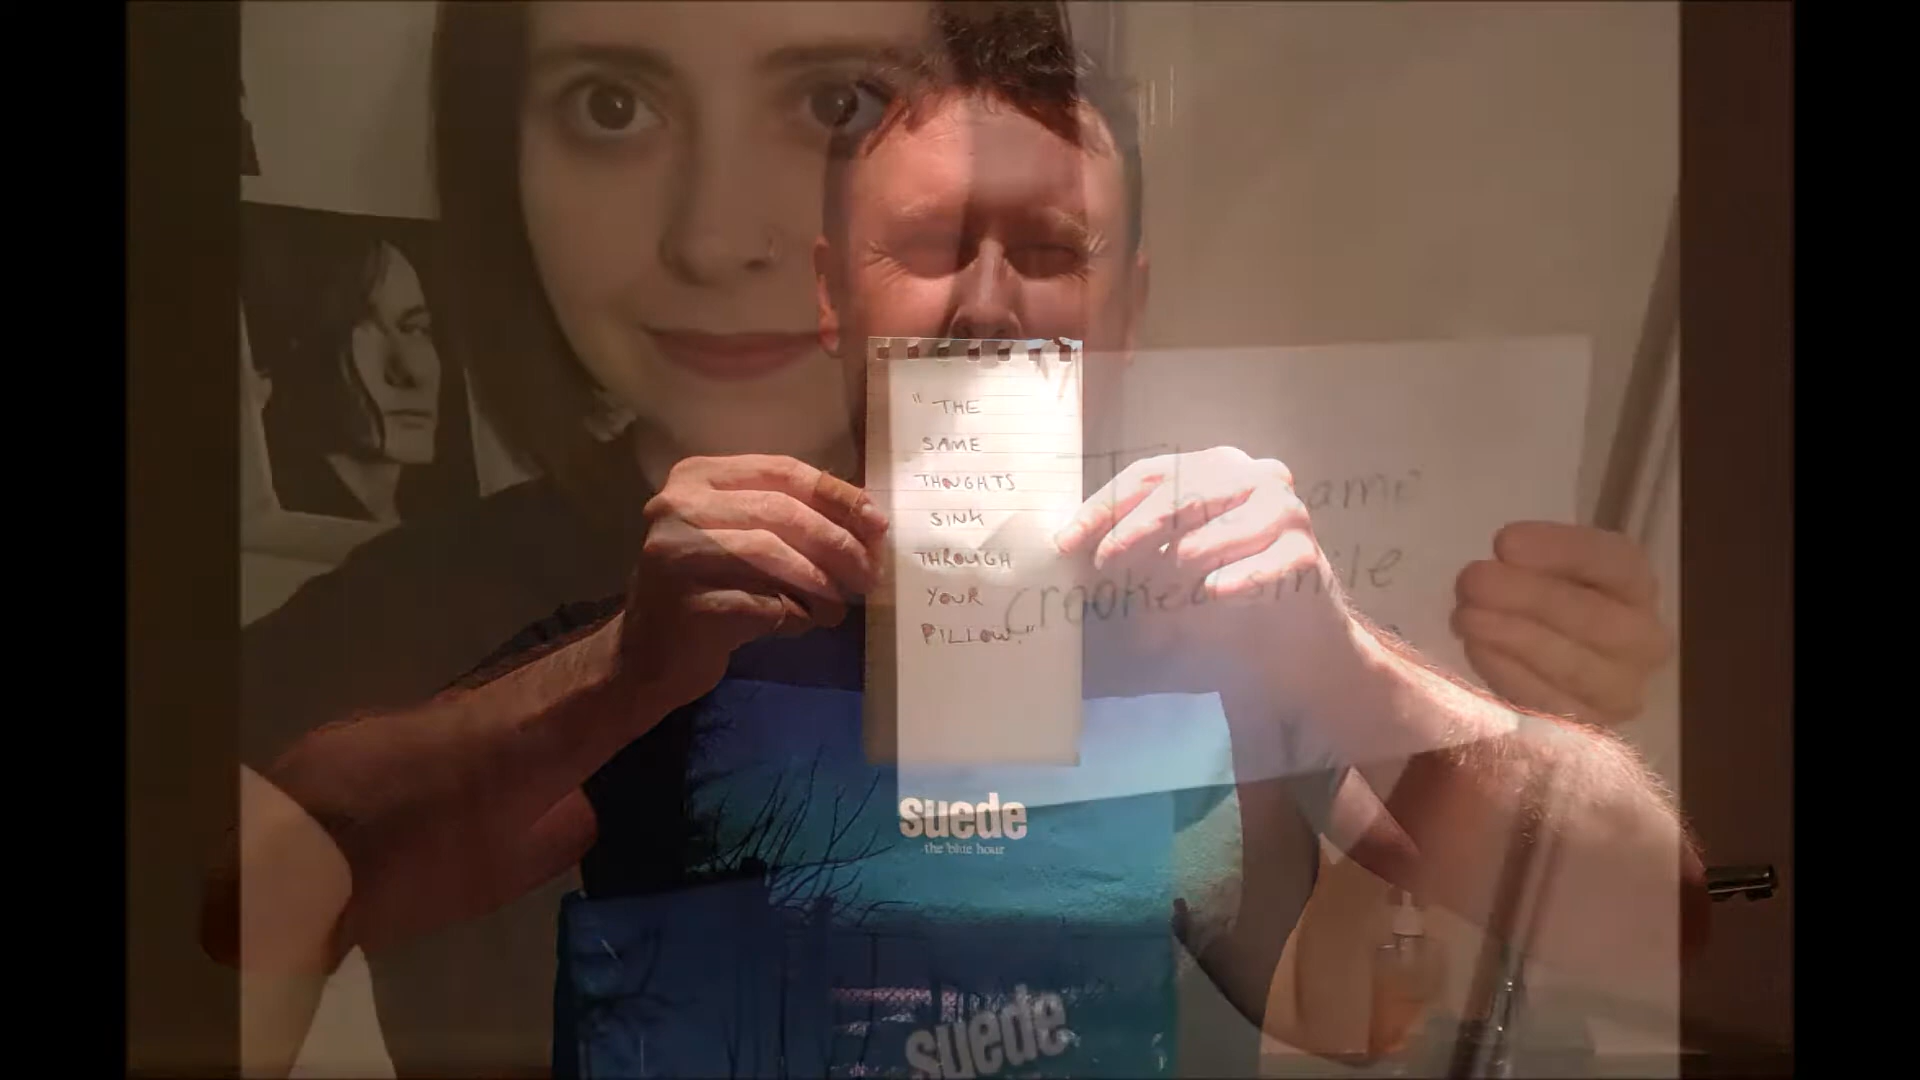 " THE
SAME
THOUGHTS
SINK
THROUGH
YOUR
PILLOW."
The same
crooked smile
suede
the blue hour
suede